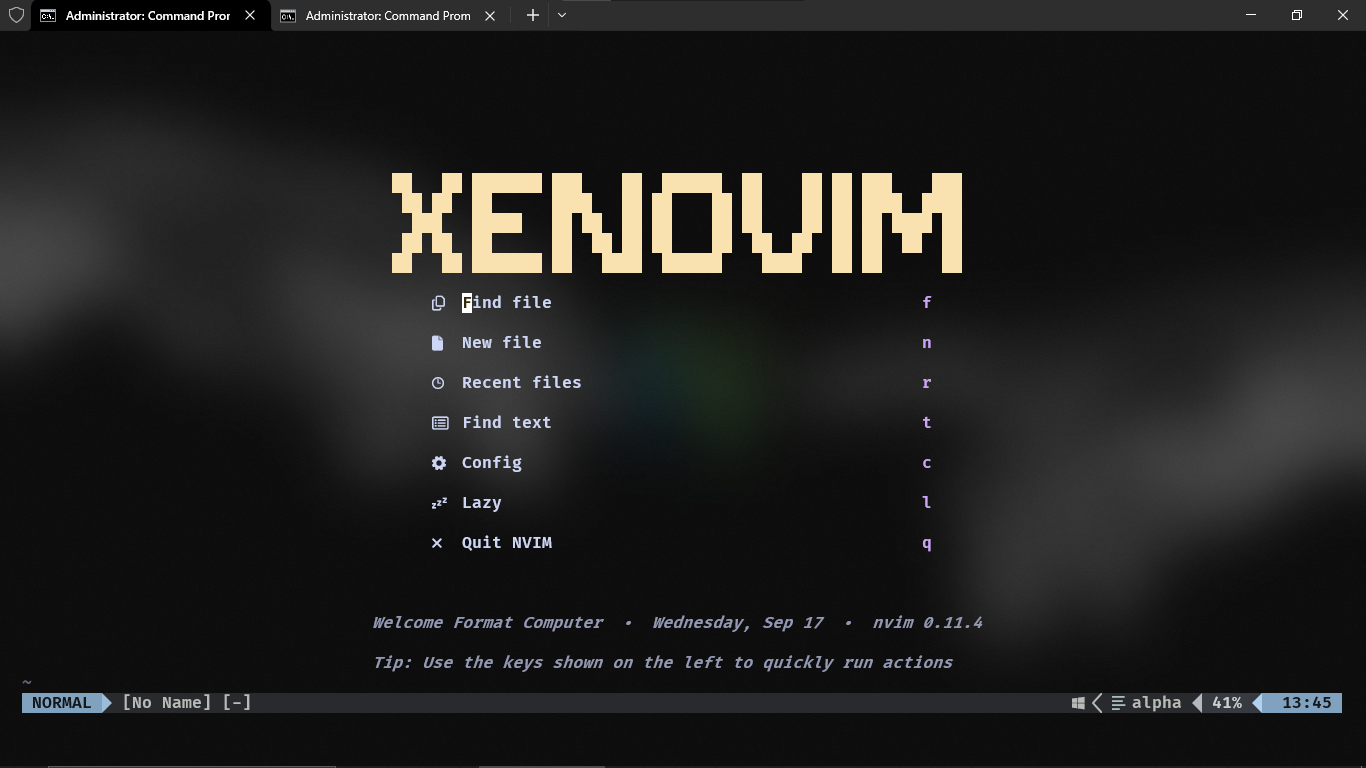 Administrator: Command Pror Administrator: Command Prom
XENOVIM
Find file f
New file n
Recent files r
Find text t
Config c
zzz Lazy l
Quit NVIM q
Welcome Format Computer • Wednesday, Sep 17 • nvim 0.11.4
Tip: Use the keys shown on the left to quickly run actions
~
NORMAL [No Name] [-] alpha 41% 13:45